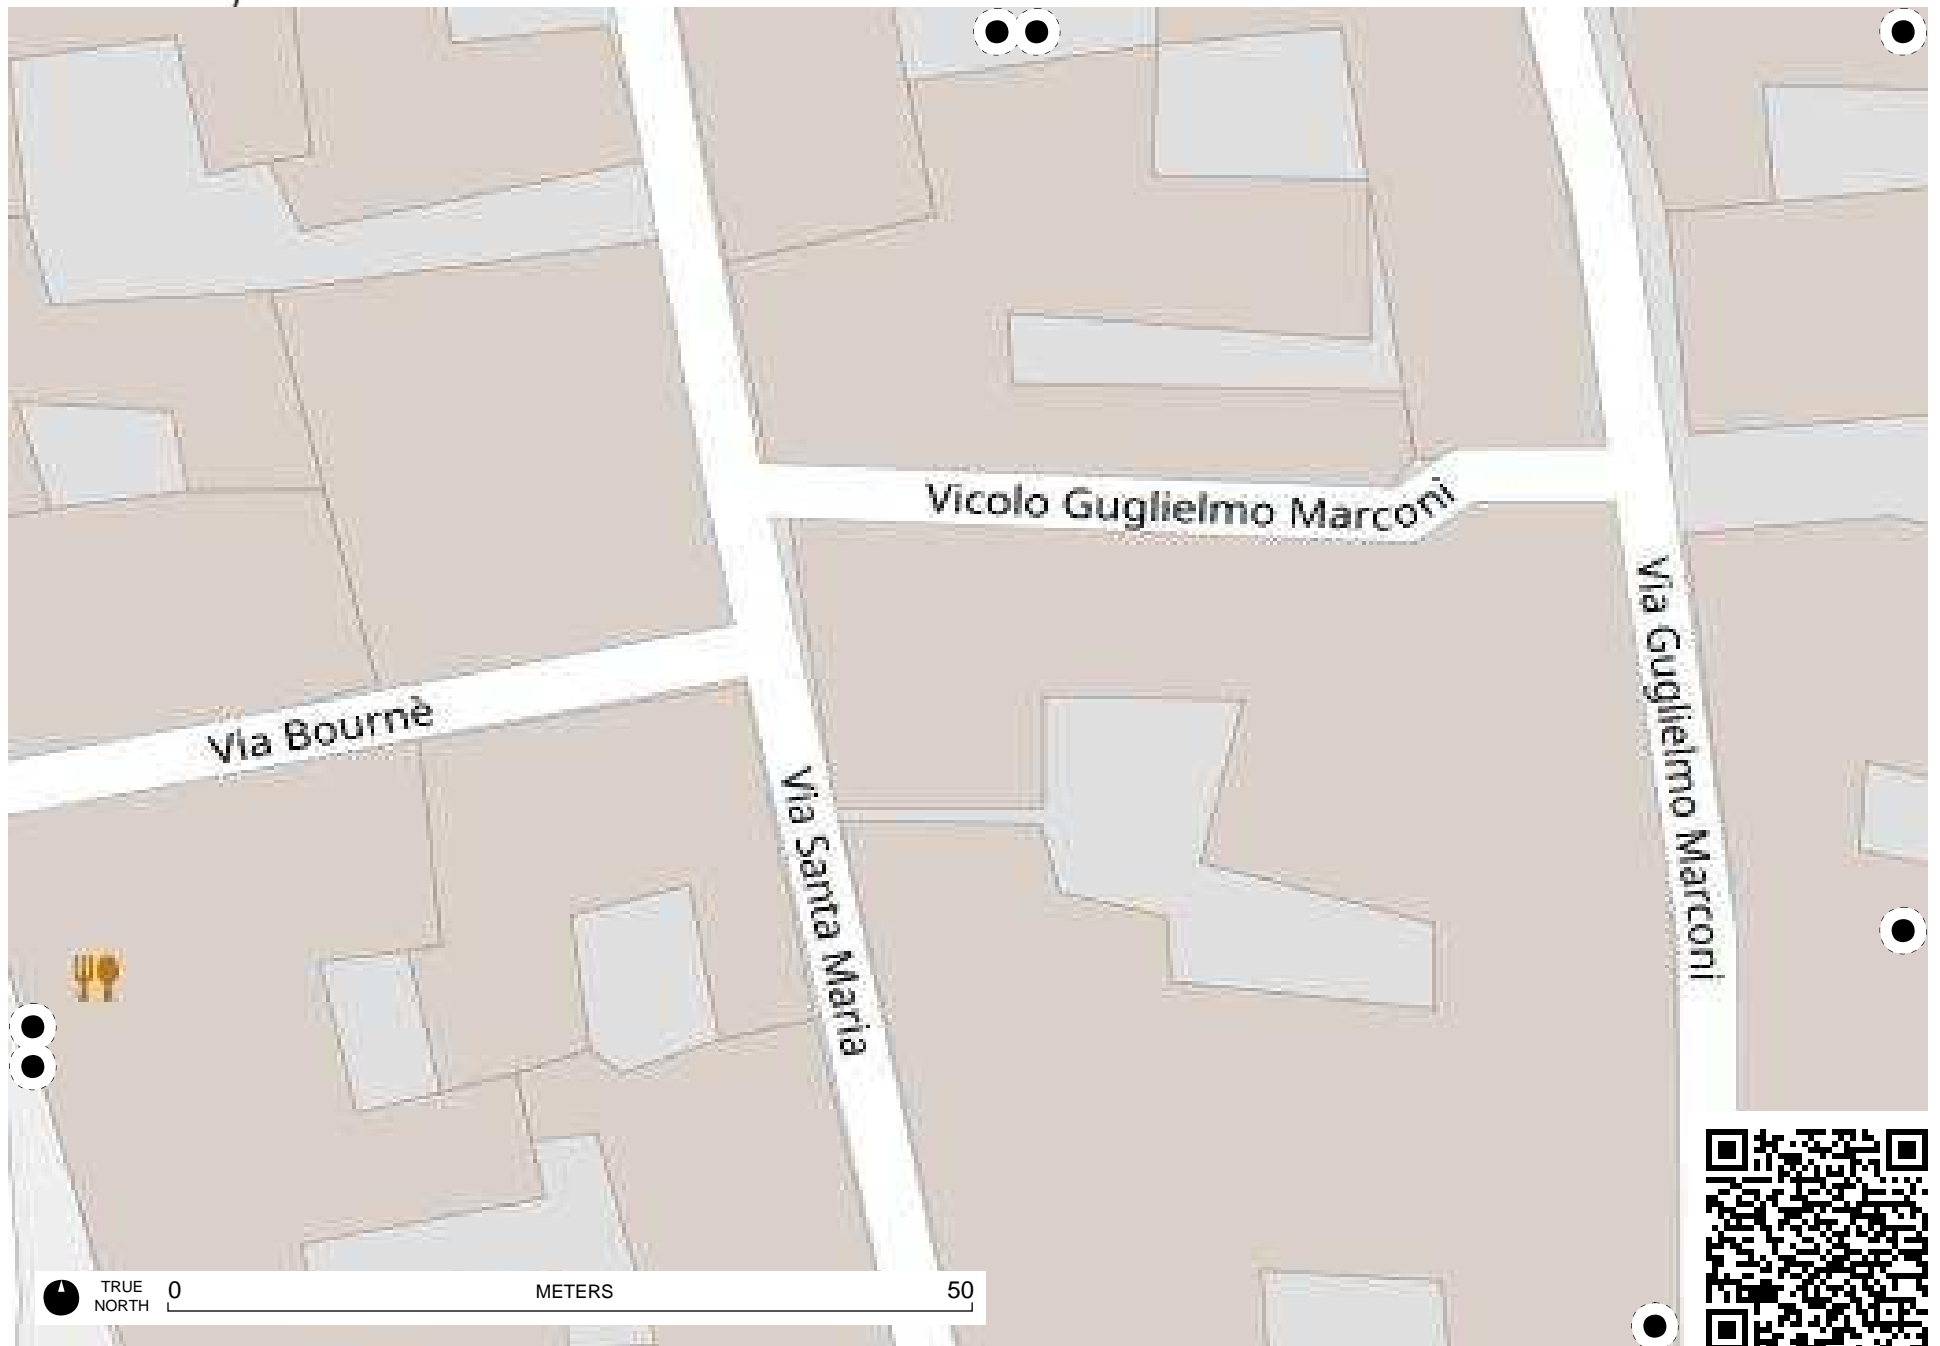 Vicolo Guglielmo Marconi
Via Guglielmo Marconi
Via Bournè
Via Santa Maria
TRUE
NORTH
0
METERS
50